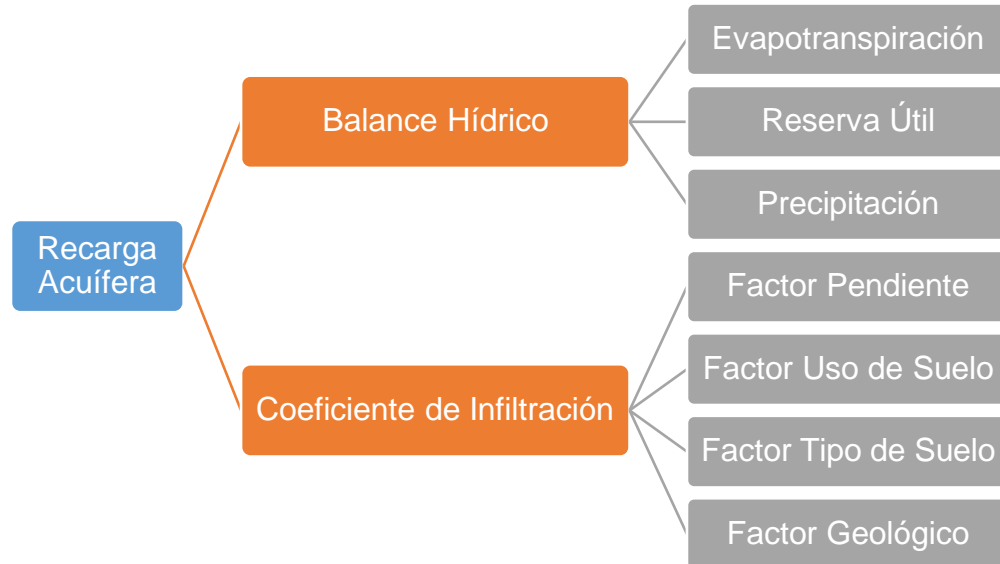 Recarga
Acuífera
Balance Hídrico
Evapotranspiración
Reserva Útil
Precipitación
Coeficiente de Infiltración
Factor Pendiente
Factor Uso de Suelo
Factor Tipo de Suelo
Factor Geológico